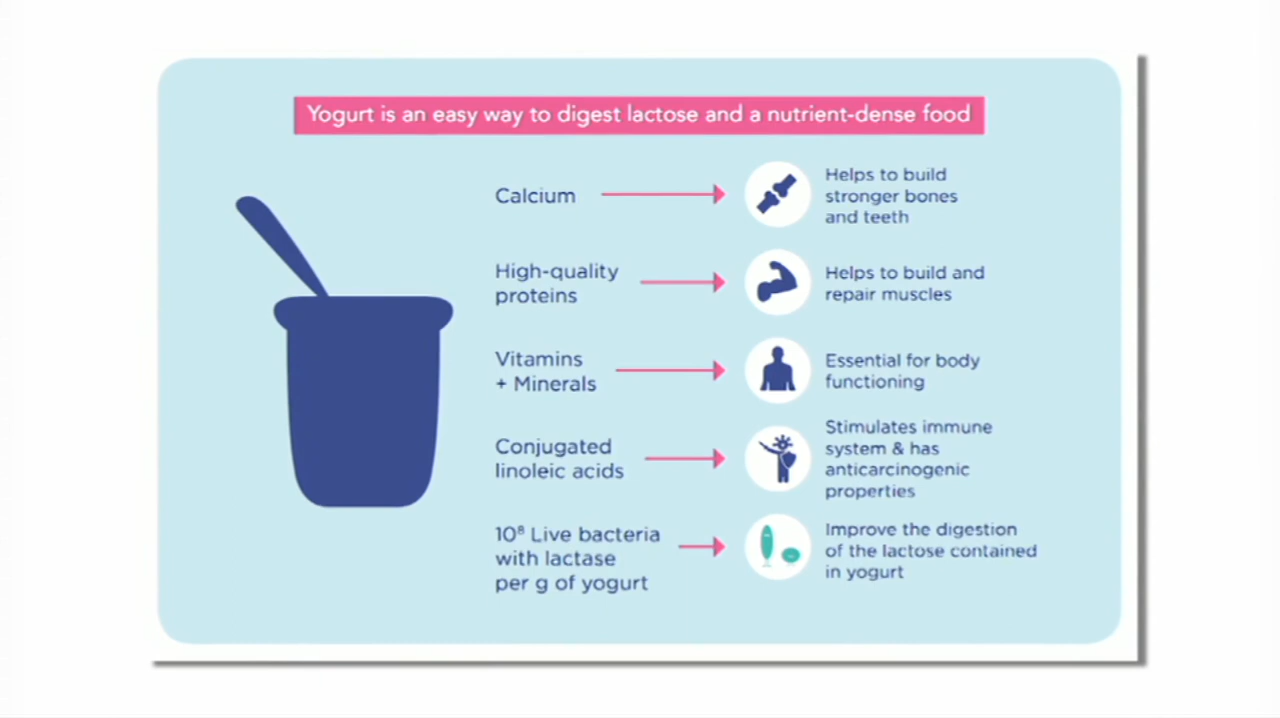 Yogurt is an easy way to digest lactose and a nutrient-dense food
Calcium
Helps to build
stronger bones
and teeth
High-quality
proteins
Helps to build and
repair muscles
Vitamins
+ Minerals
Essential for body
functioning
Conjugated
linoleic acids
Stimulates immune
system & has
anticarcinogenic
properties
10⁸ Live bacteria
with lactase
per g of yogurt
Improve the digestion
of the lactose contained
in yogurt